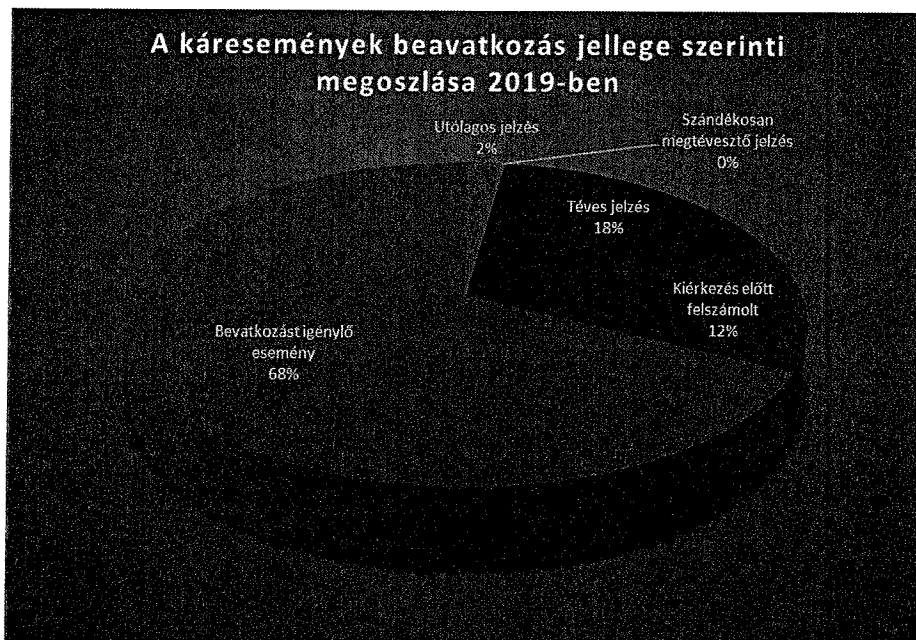 A káresemények beavatkozás jellege szerinti
megoszlása 2019-ben
Utólagos jelzés
2%
Szándékosan
megtévesztő jelzés
0%
Téves jelzés
18%
Kiérkezés előtt
felszámolt
12%
Bevatkozást igénylő
esemény
68%